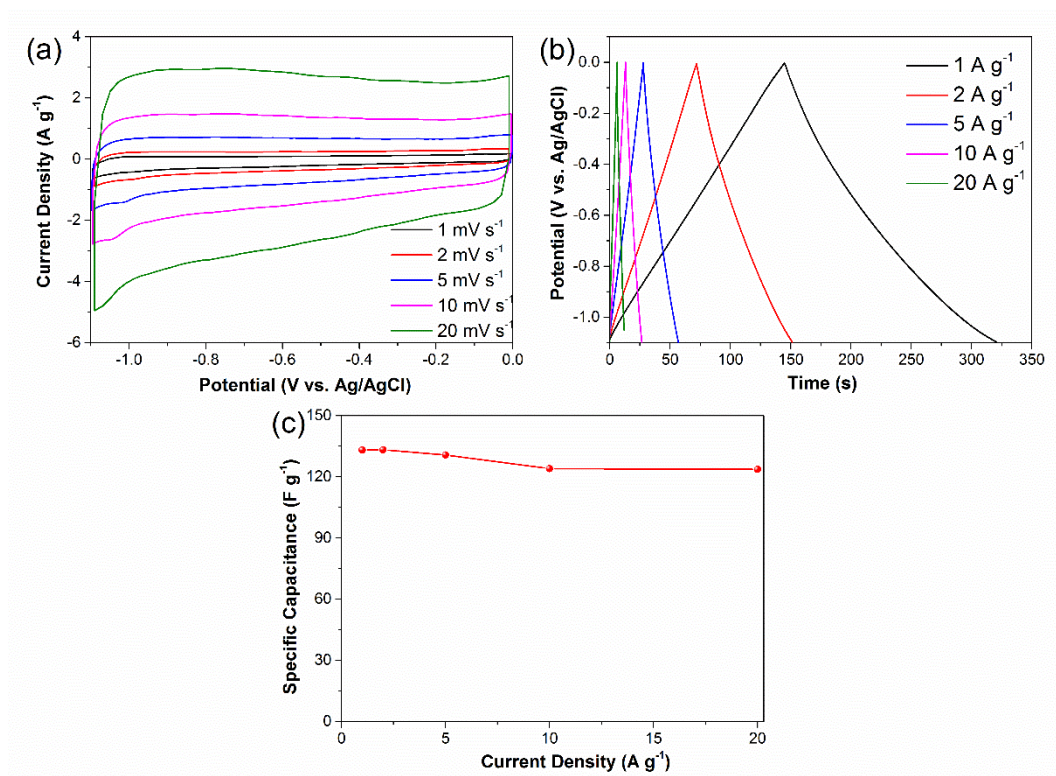 (a)
Current Density (A g⁻¹)
4
2
0
-2
-4
-6
-1.0
-0.8
-0.6
-0.4
-0.2
0.0
Potential (V vs. Ag/AgCl)
1 mV s⁻¹
2 mV s⁻¹
5 mV s⁻¹
10 mV s⁻¹
20 mV s⁻¹
(b)
Potential (V vs. Ag/AgCl)
0.0
-0.2
-0.4
-0.6
-0.8
-1.0
0
50
100
150
200
250
300
350
Time (s)
1 A g⁻¹
2 A g⁻¹
5 A g⁻¹
10 A g⁻¹
20 A g⁻¹
(c)
Specific Capacitance (F g⁻¹)
150
120
90
60
30
0
0
5
10
15
20
Current Density (A g⁻¹)